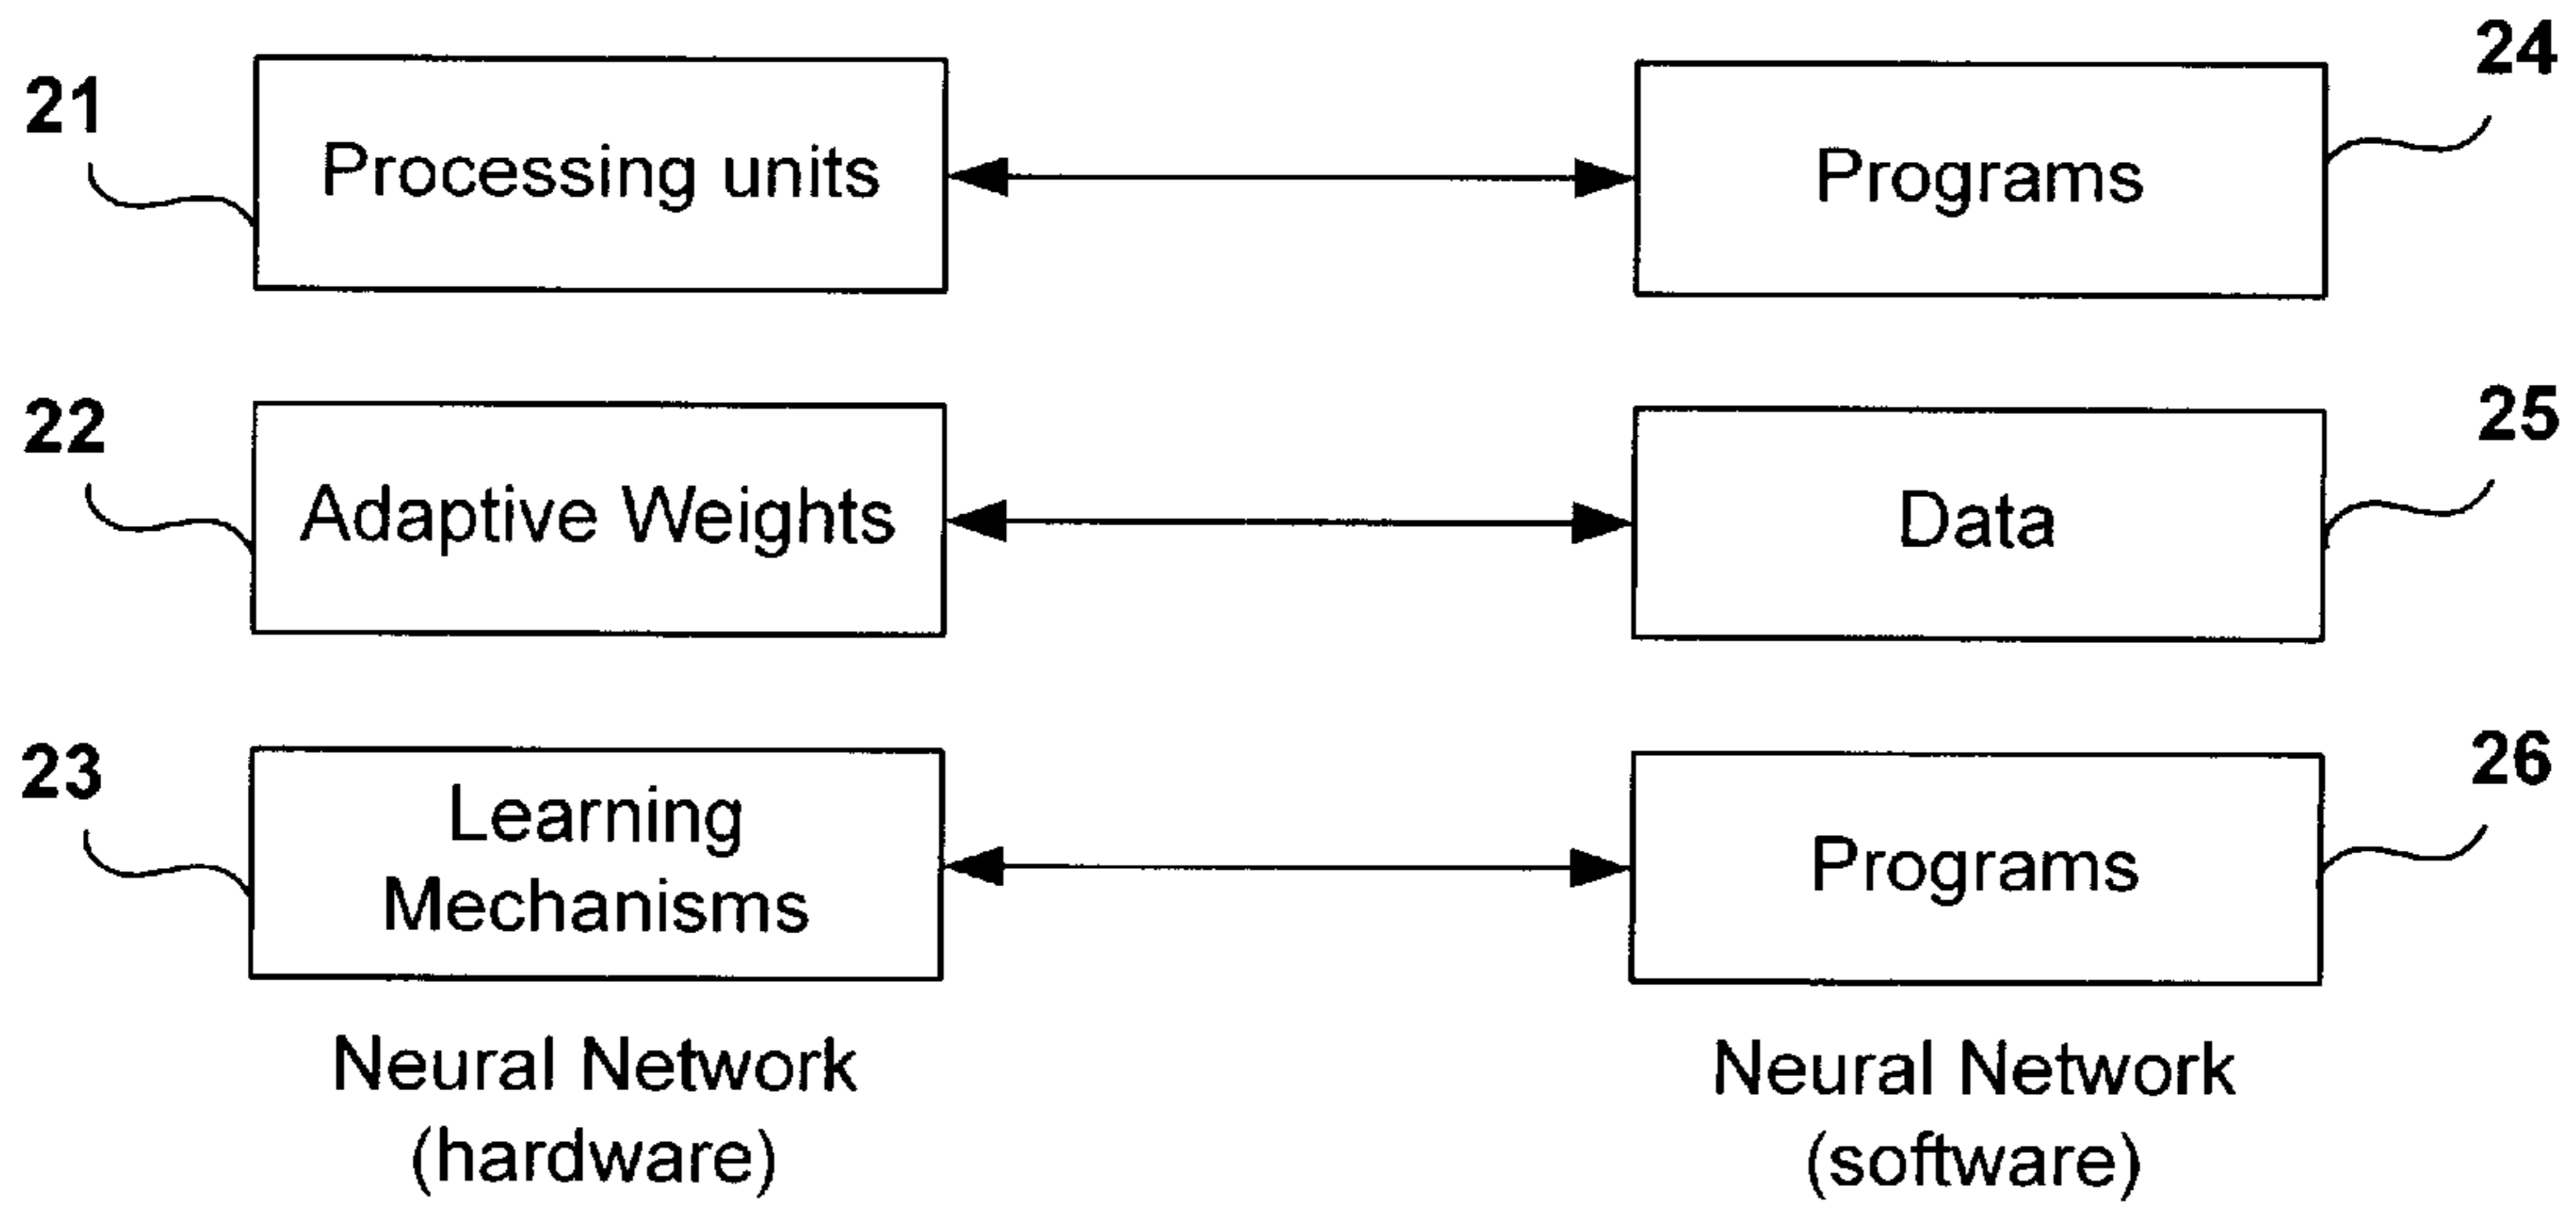 21
Processing units
Programs
24
22
Adaptive Weights
Data
25
23
Learning
Mechanisms
Programs
26
Neural Network
(hardware)
Neural Network
(software)